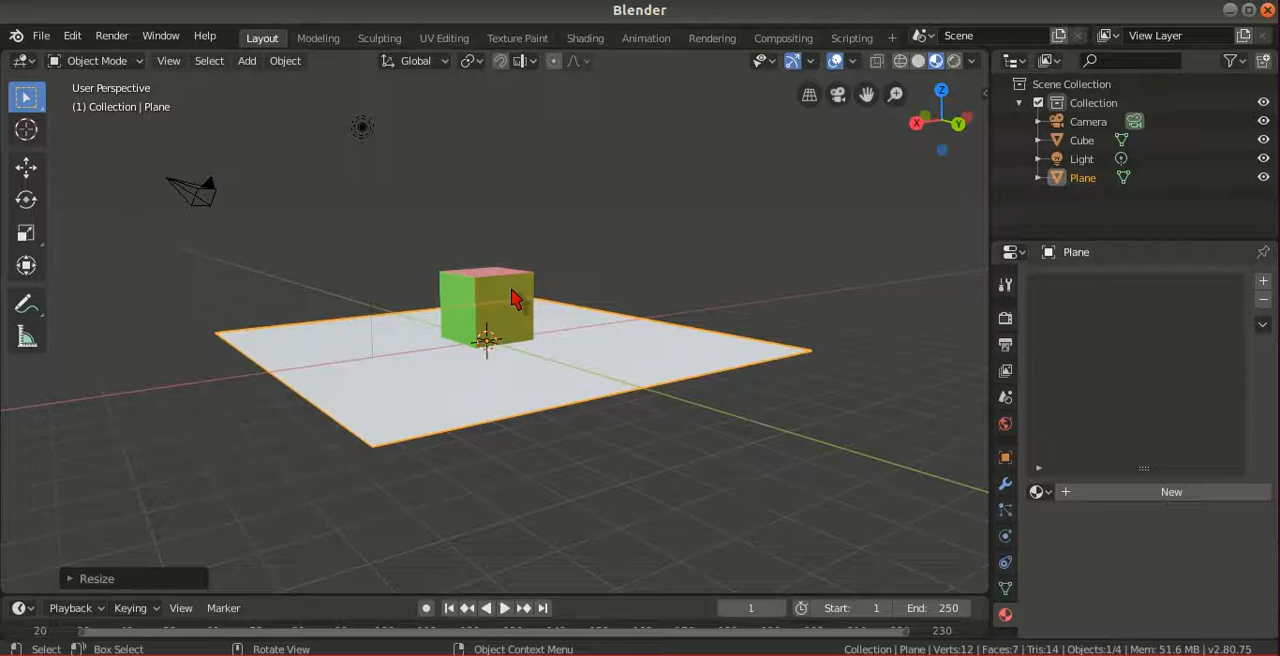 Blender
File Edit Render Window Help Layout Modeling Sculpting UV Editing Texture Paint Shading Animation Rendering Compositing Scripting + Scene View Layer
Object Mode View Select Add Object Global
User Perspective
(1) Collection | Plane
Z
X
Y
Scene Collection
Collection
Camera
Cube
Light
Plane
Plane
+
−
+ New
Resize
Playback Keying View Marker 1 Start: 1 End: 250
20 230
Select Box Select Rotate View Object Context Menu Collection | Plane | Verts:12 | Faces:7 | Tris:14 | Objects:1/4 | Mem: 51.6 MB | v2.80.75